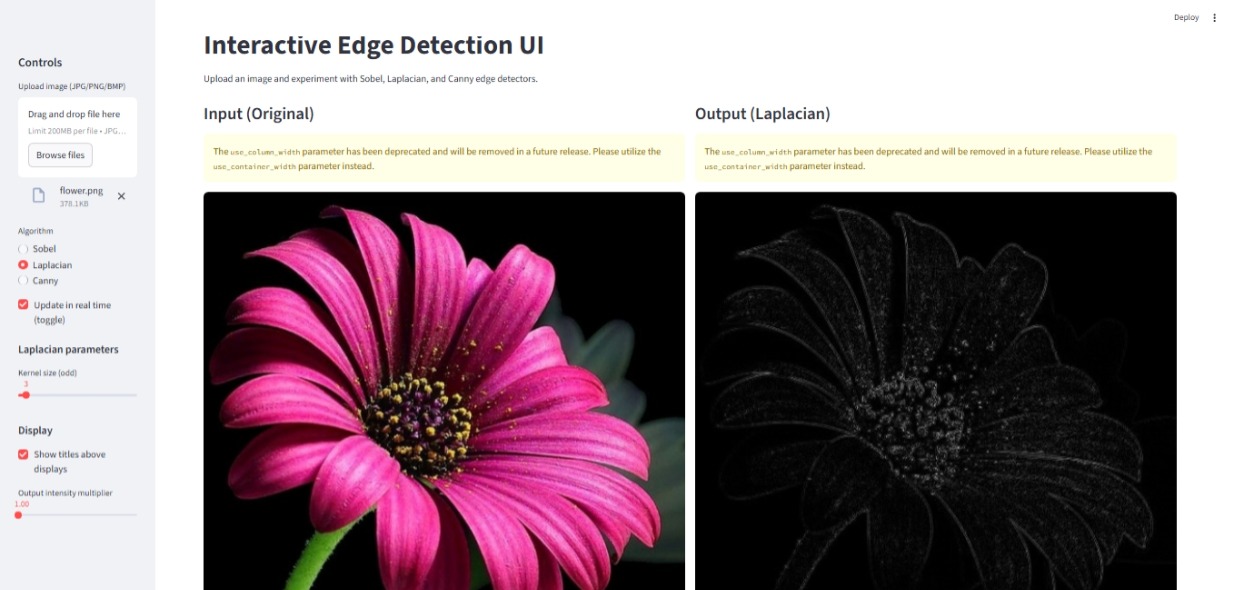 Deploy
Controls
Upload image (JPG/PNG/BMP)
Drag and drop file here
Limit 200MB per file • JPG...
Browse files
flower.png
378.1KB
Algorithm
Sobel
Laplacian
Canny
Update in real time
(toggle)
Laplacian parameters
Kernel size (odd)
3
Display
Show titles above
displays
Output intensity multiplier
1.00
Interactive Edge Detection UI
Upload an image and experiment with Sobel, Laplacian, and Canny edge detectors.
Input (Original)
The use_column_width parameter has been deprecated and will be removed in a future release. Please utilize the
use_container_width parameter instead.
Output (Laplacian)
The use_column_width parameter has been deprecated and will be removed in a future release. Please utilize the
use_container_width parameter instead.